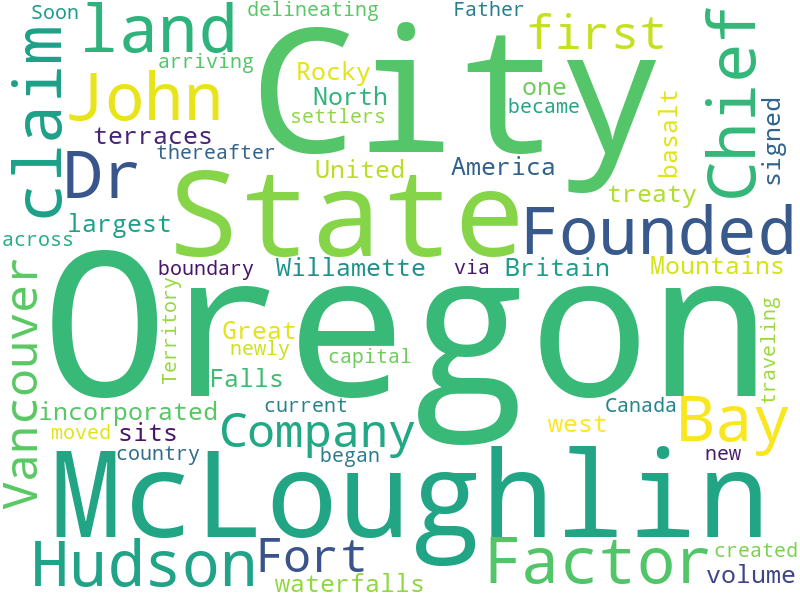 Soon
land
delineating
Father
City
first
Chief
claim
arriving
John
Rocky
North
settlers
one
became
basalt
signed
terraces
thereafter
Dr
United
America
treaty
State
largest
Founded
across
boundary
Willamette
via
Britain
Mountains
Vancouver
Oregon
Territory
Great
newly
capital
Falls
traveling
incorporated
current
Canada
Bay
moved
sits
Company
west
country
began
new
McLoughlin
Hudson
Fort
Factor
created
waterfalls
volume